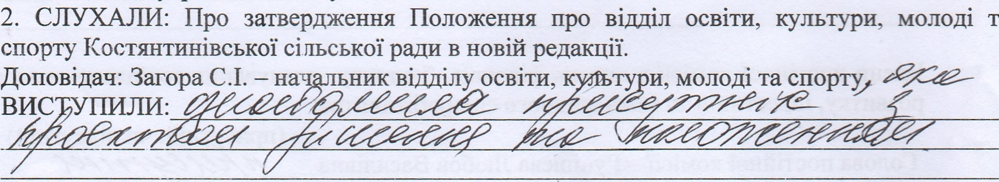 2. СЛУХАЛИ: Про затвердження Положення про відділ освіти, культури, молоді т
спорту Костянтинівської сільської ради в новій редакції.
Доповідач: Загора С.І. – начальник відділу освіти, культури, молоді та спорту, яка
ВИСТУПИЛИ: ознайомила присутніх з
проектом рішення та положенням